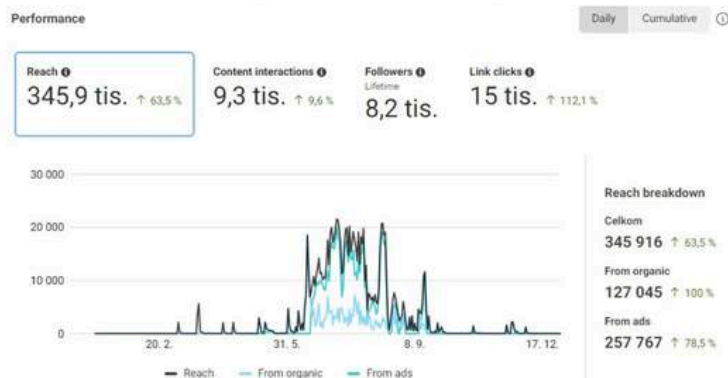 Performance
Daily Cumulative
Reach
345,9 tis. ↑ 63,5 %
Content interactions
9,3 tis. ↑ 9,6 %
Followers
Lifetime
8,2 tis.
Link clicks
15 tis. ↑ 112,1 %
30 000
20 000
10 000
0
20. 2. 31. 5. 8. 9. 17. 12.
Reach From organic From ads
Reach breakdown
Celkom
345 916 ↑ 63,5 %
From organic
127 045 ↑ 100 %
From ads
257 767 ↑ 78,5 %